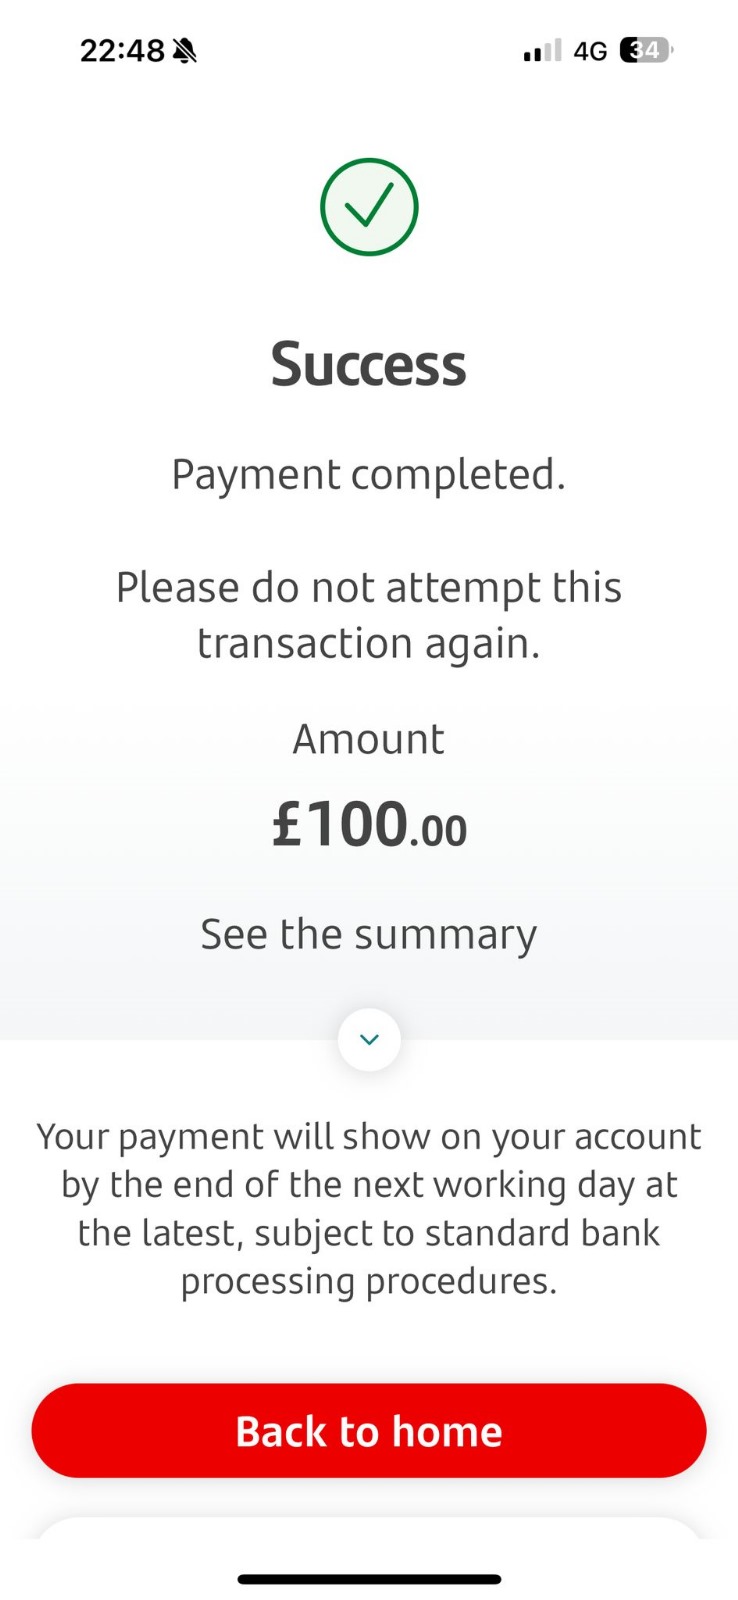 22:48
4G 34
Success
Payment completed.
Please do not attempt this
transaction again.
Amount
£100.00
See the summary
Your payment will show on your account
by the end of the next working day at
the latest, subject to standard bank
processing procedures.
Back to home